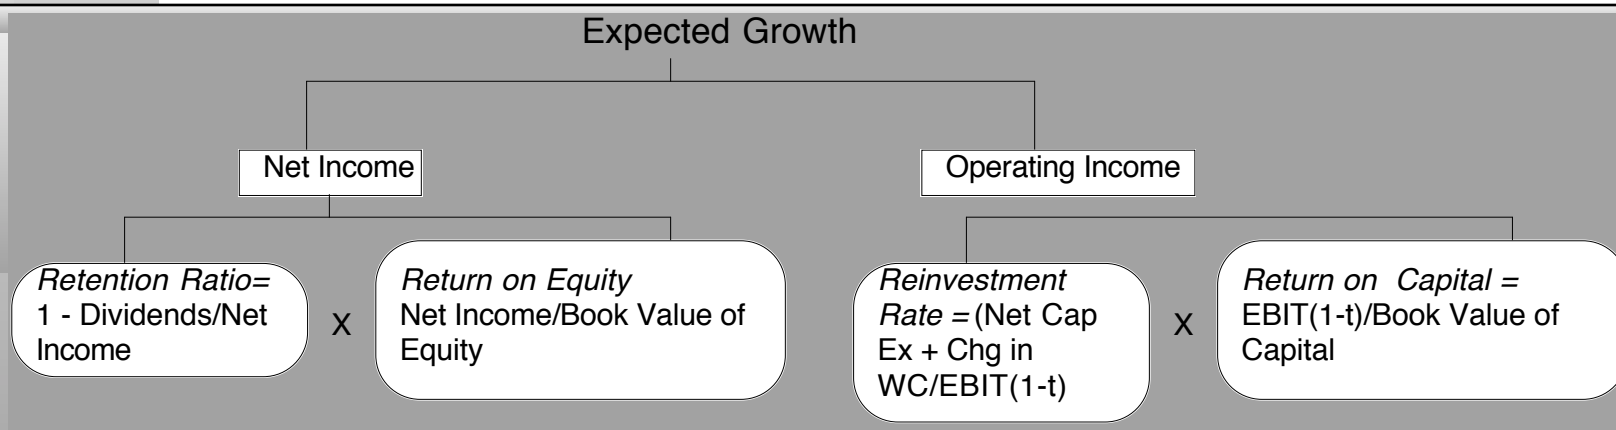 Expected Growth
Net Income
Operating Income
Retention Ratio=
1 - Dividends/Net
Income
X
Return on Equity
Net Income/Book Value of
Equity
Reinvestment
Rate = (Net Cap
Ex + Chg in
WC/EBIT(1-t)
X
Return on Capital =
EBIT(1-t)/Book Value of
Capital